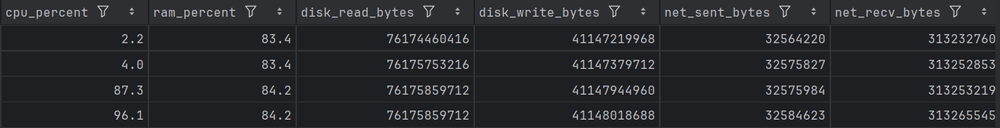 cpu_percent ram_percent disk_read_bytes disk_write_bytes net_sent_bytes net_recv_bytes
2.2 83.4 76174460416 41147219968 32564220 313232760
4.0 83.4 76175753216 41147379712 32575827 313252853
87.3 84.2 76175859712 41147944960 32575984 313253219
96.1 84.2 76175859712 41148018688 32584623 313265545